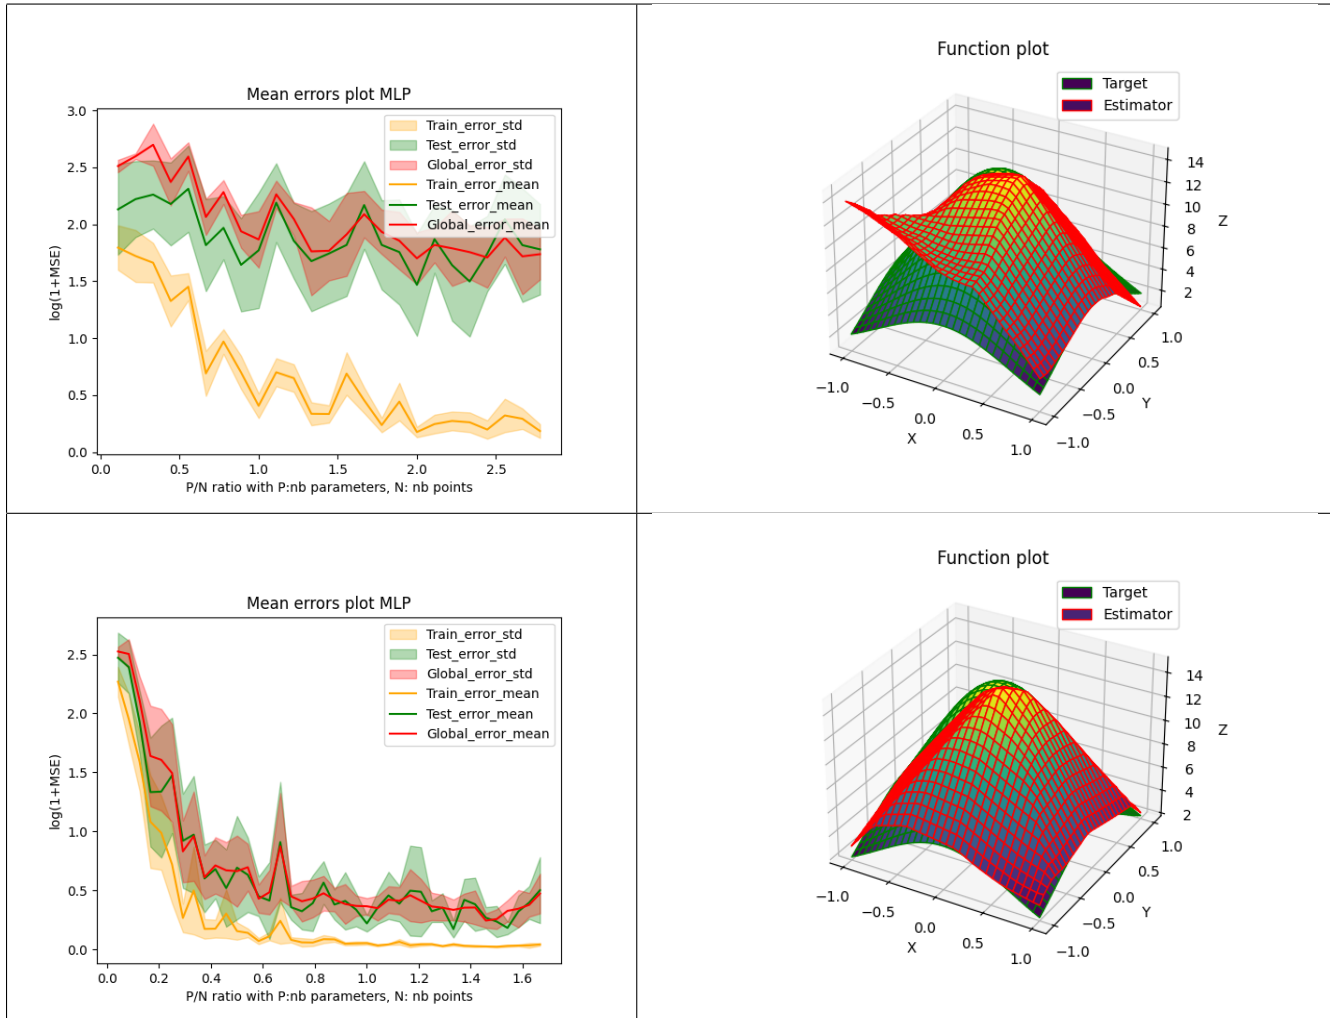 Mean errors plot MLP
3.0
2.5
2.0
1.5
1.0
0.5
0.0
log(1+MSE)
Train_error_std
Test_error_std
Global_error_std
Train_error_mean
Test_error_mean
Global_error_mean
0.0 0.5 1.0 1.5 2.0 2.5
P/N ratio with P:nb parameters, N: nb points
Function plot
Target
Estimator
14
12
10
8
6
4
2
Z
−1.0
−0.5
0.0
0.5
1.0
X
1.0
0.5
0.0
−0.5
−1.0
Y
Mean errors plot MLP
2.5
2.0
1.5
1.0
0.5
0.0
log(1+MSE)
Train_error_std
Test_error_std
Global_error_std
Train_error_mean
Test_error_mean
Global_error_mean
0.0 0.2 0.4 0.6 0.8 1.0 1.2 1.4 1.6
P/N ratio with P:nb parameters, N: nb points
Function plot
Target
Estimator
14
12
10
8
6
4
2
Z
−1.0
−0.5
0.0
0.5
1.0
X
1.0
0.5
0.0
−0.5
−1.0
Y